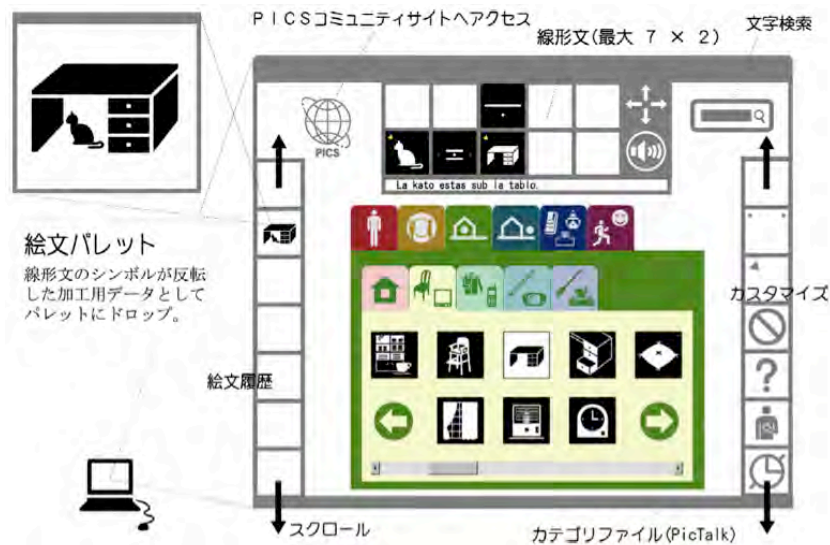 PICSコミュニティサイトへアクセス
線形文(最大 7 × 2)
文字検索
PICS
La kato estas sub la tablo.
絵文パレット
線形文のシンボルが反転
した加工用データとして
パレットにドロップ。
カスタマイズ
絵文履歴
?
スクロール
カテゴリファイル(PicTalk)